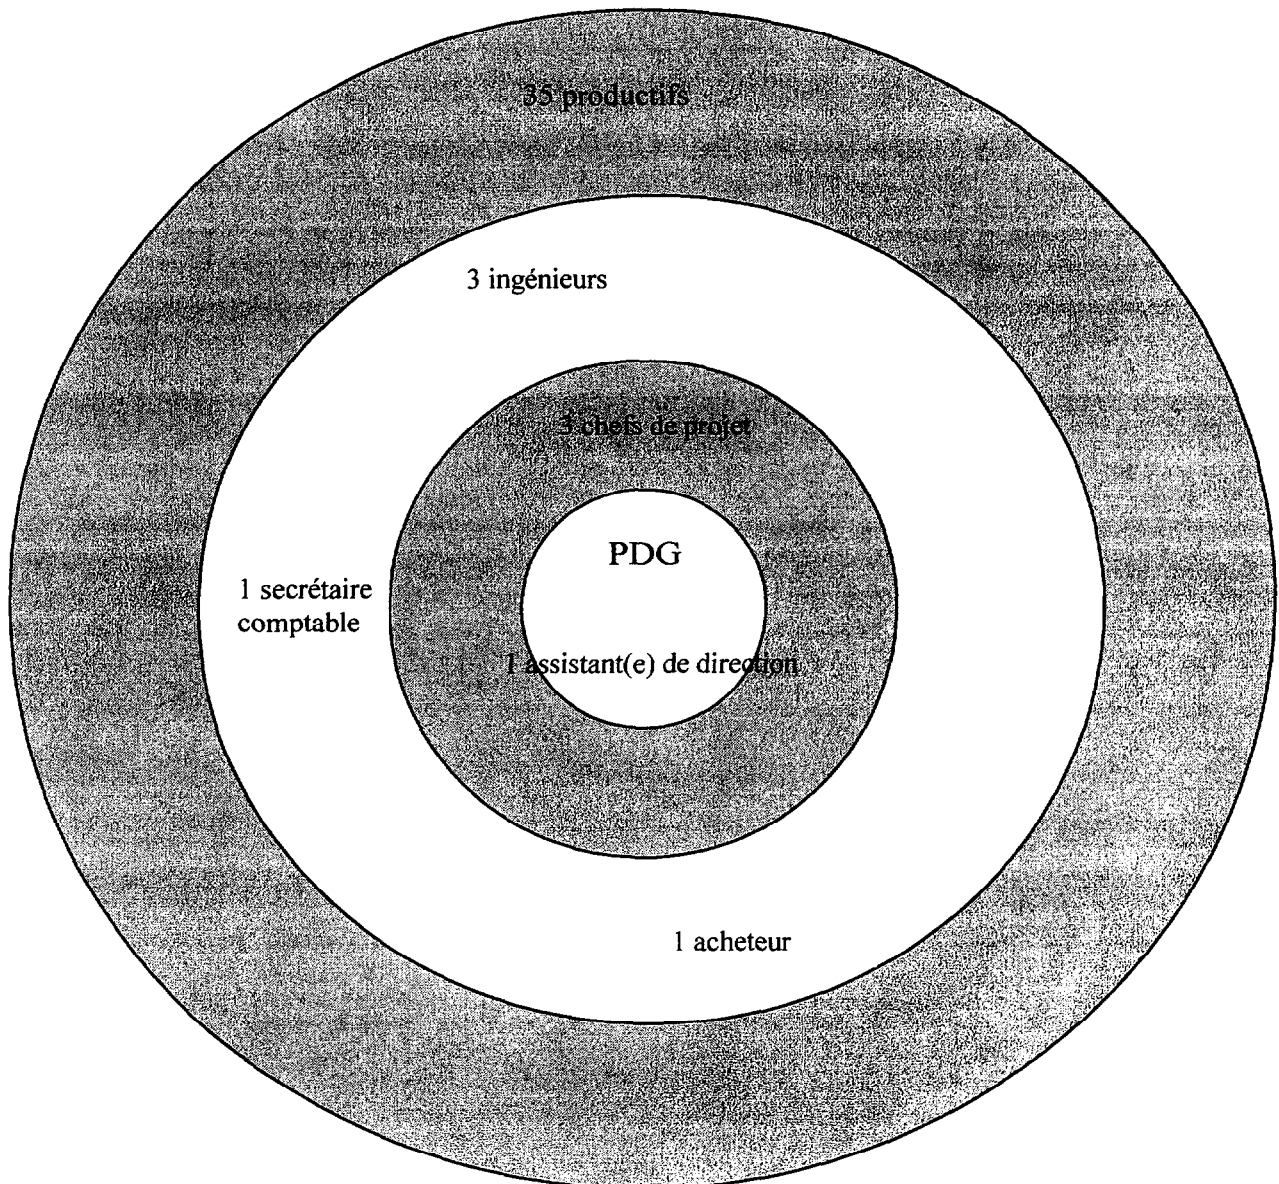 35 productifs
3 ingénieurs
3 chefs de projet
PDG
1 secrétaire
comptable
1 assistant(e) de direction
1 acheteur